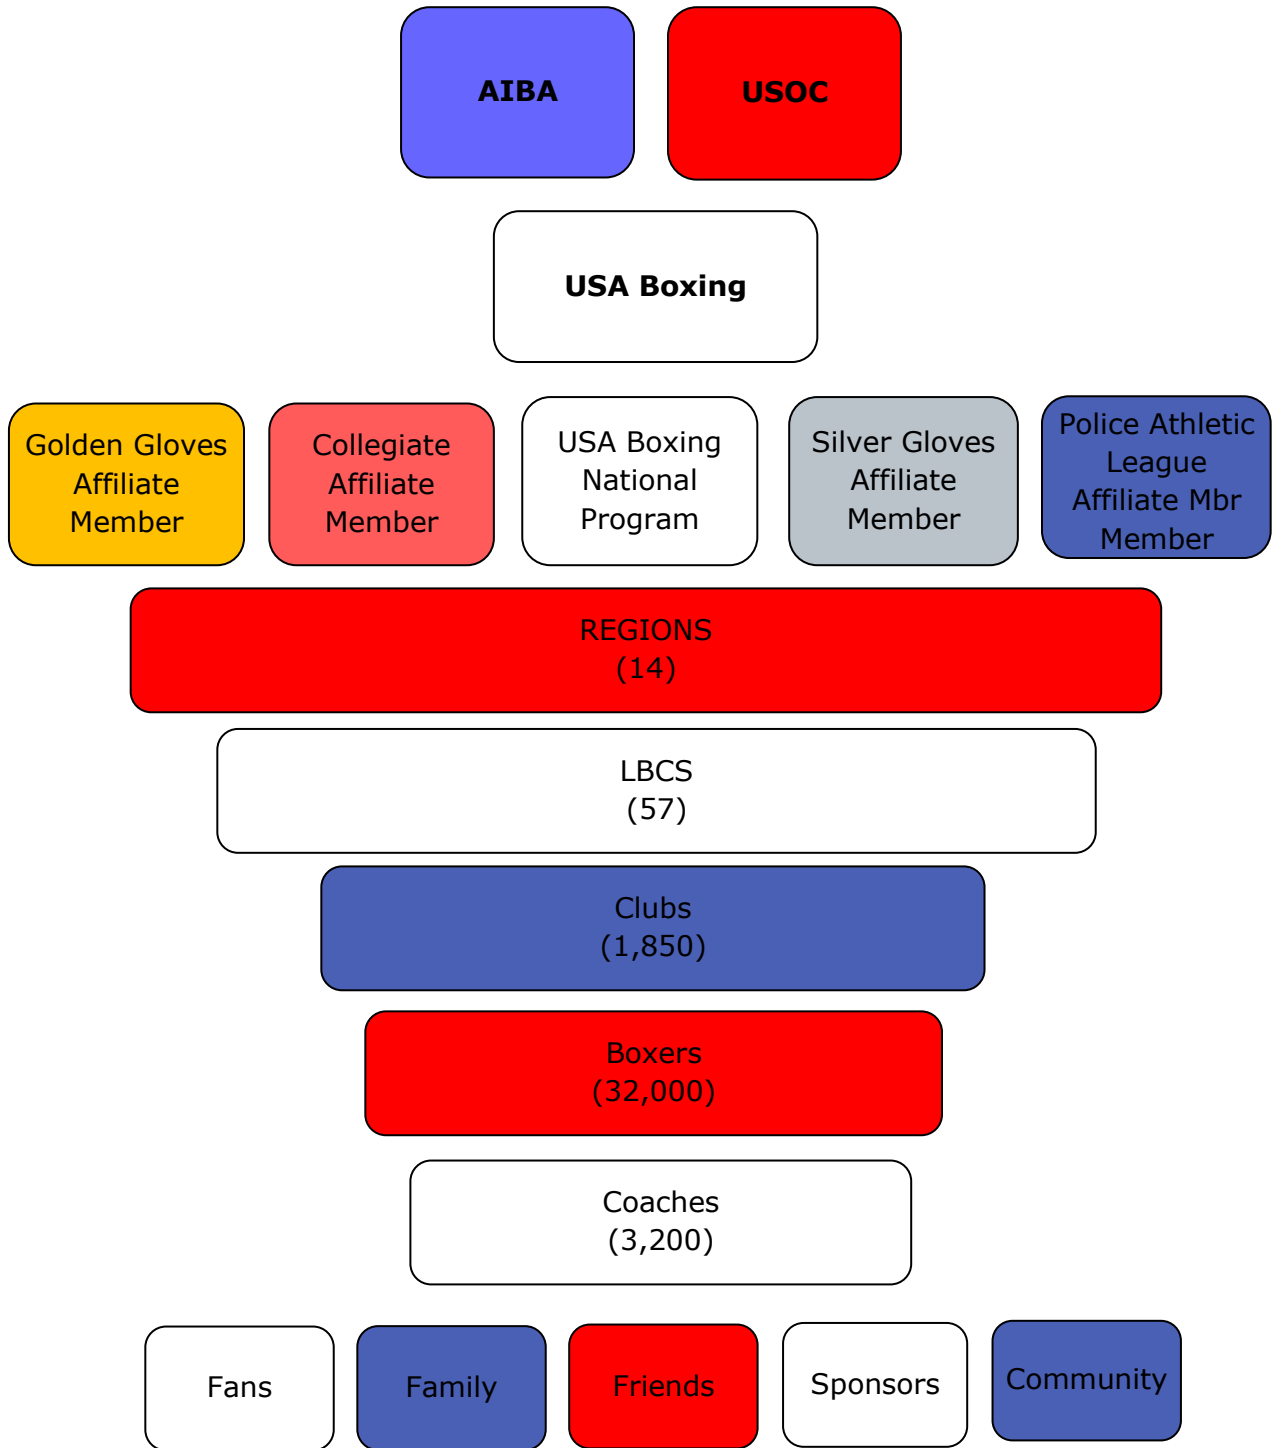 AIBA
USOC
USA Boxing
Golden Gloves
Affiliate
Member
Collegiate
Affiliate
Member
USA Boxing
National
Program
Silver Gloves
Affiliate
Member
Police Athletic
League
Affiliate Mbr
Member
REGIONS
(14)
LBCS
(57)
Clubs
(1,850)
Boxers
(32,000)
Coaches
(3,200)
Fans
Family
Friends
Sponsors
Community